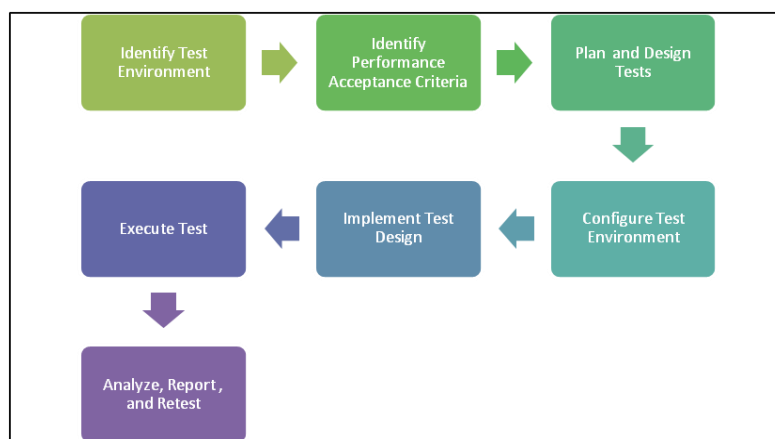 Identify Test
Environment
Identify
Performance
Acceptance Criteria
Plan and Design
Tests
Configure Test
Environment
Implement Test
Design
Execute Test
Analyze, Report ,
and Retest